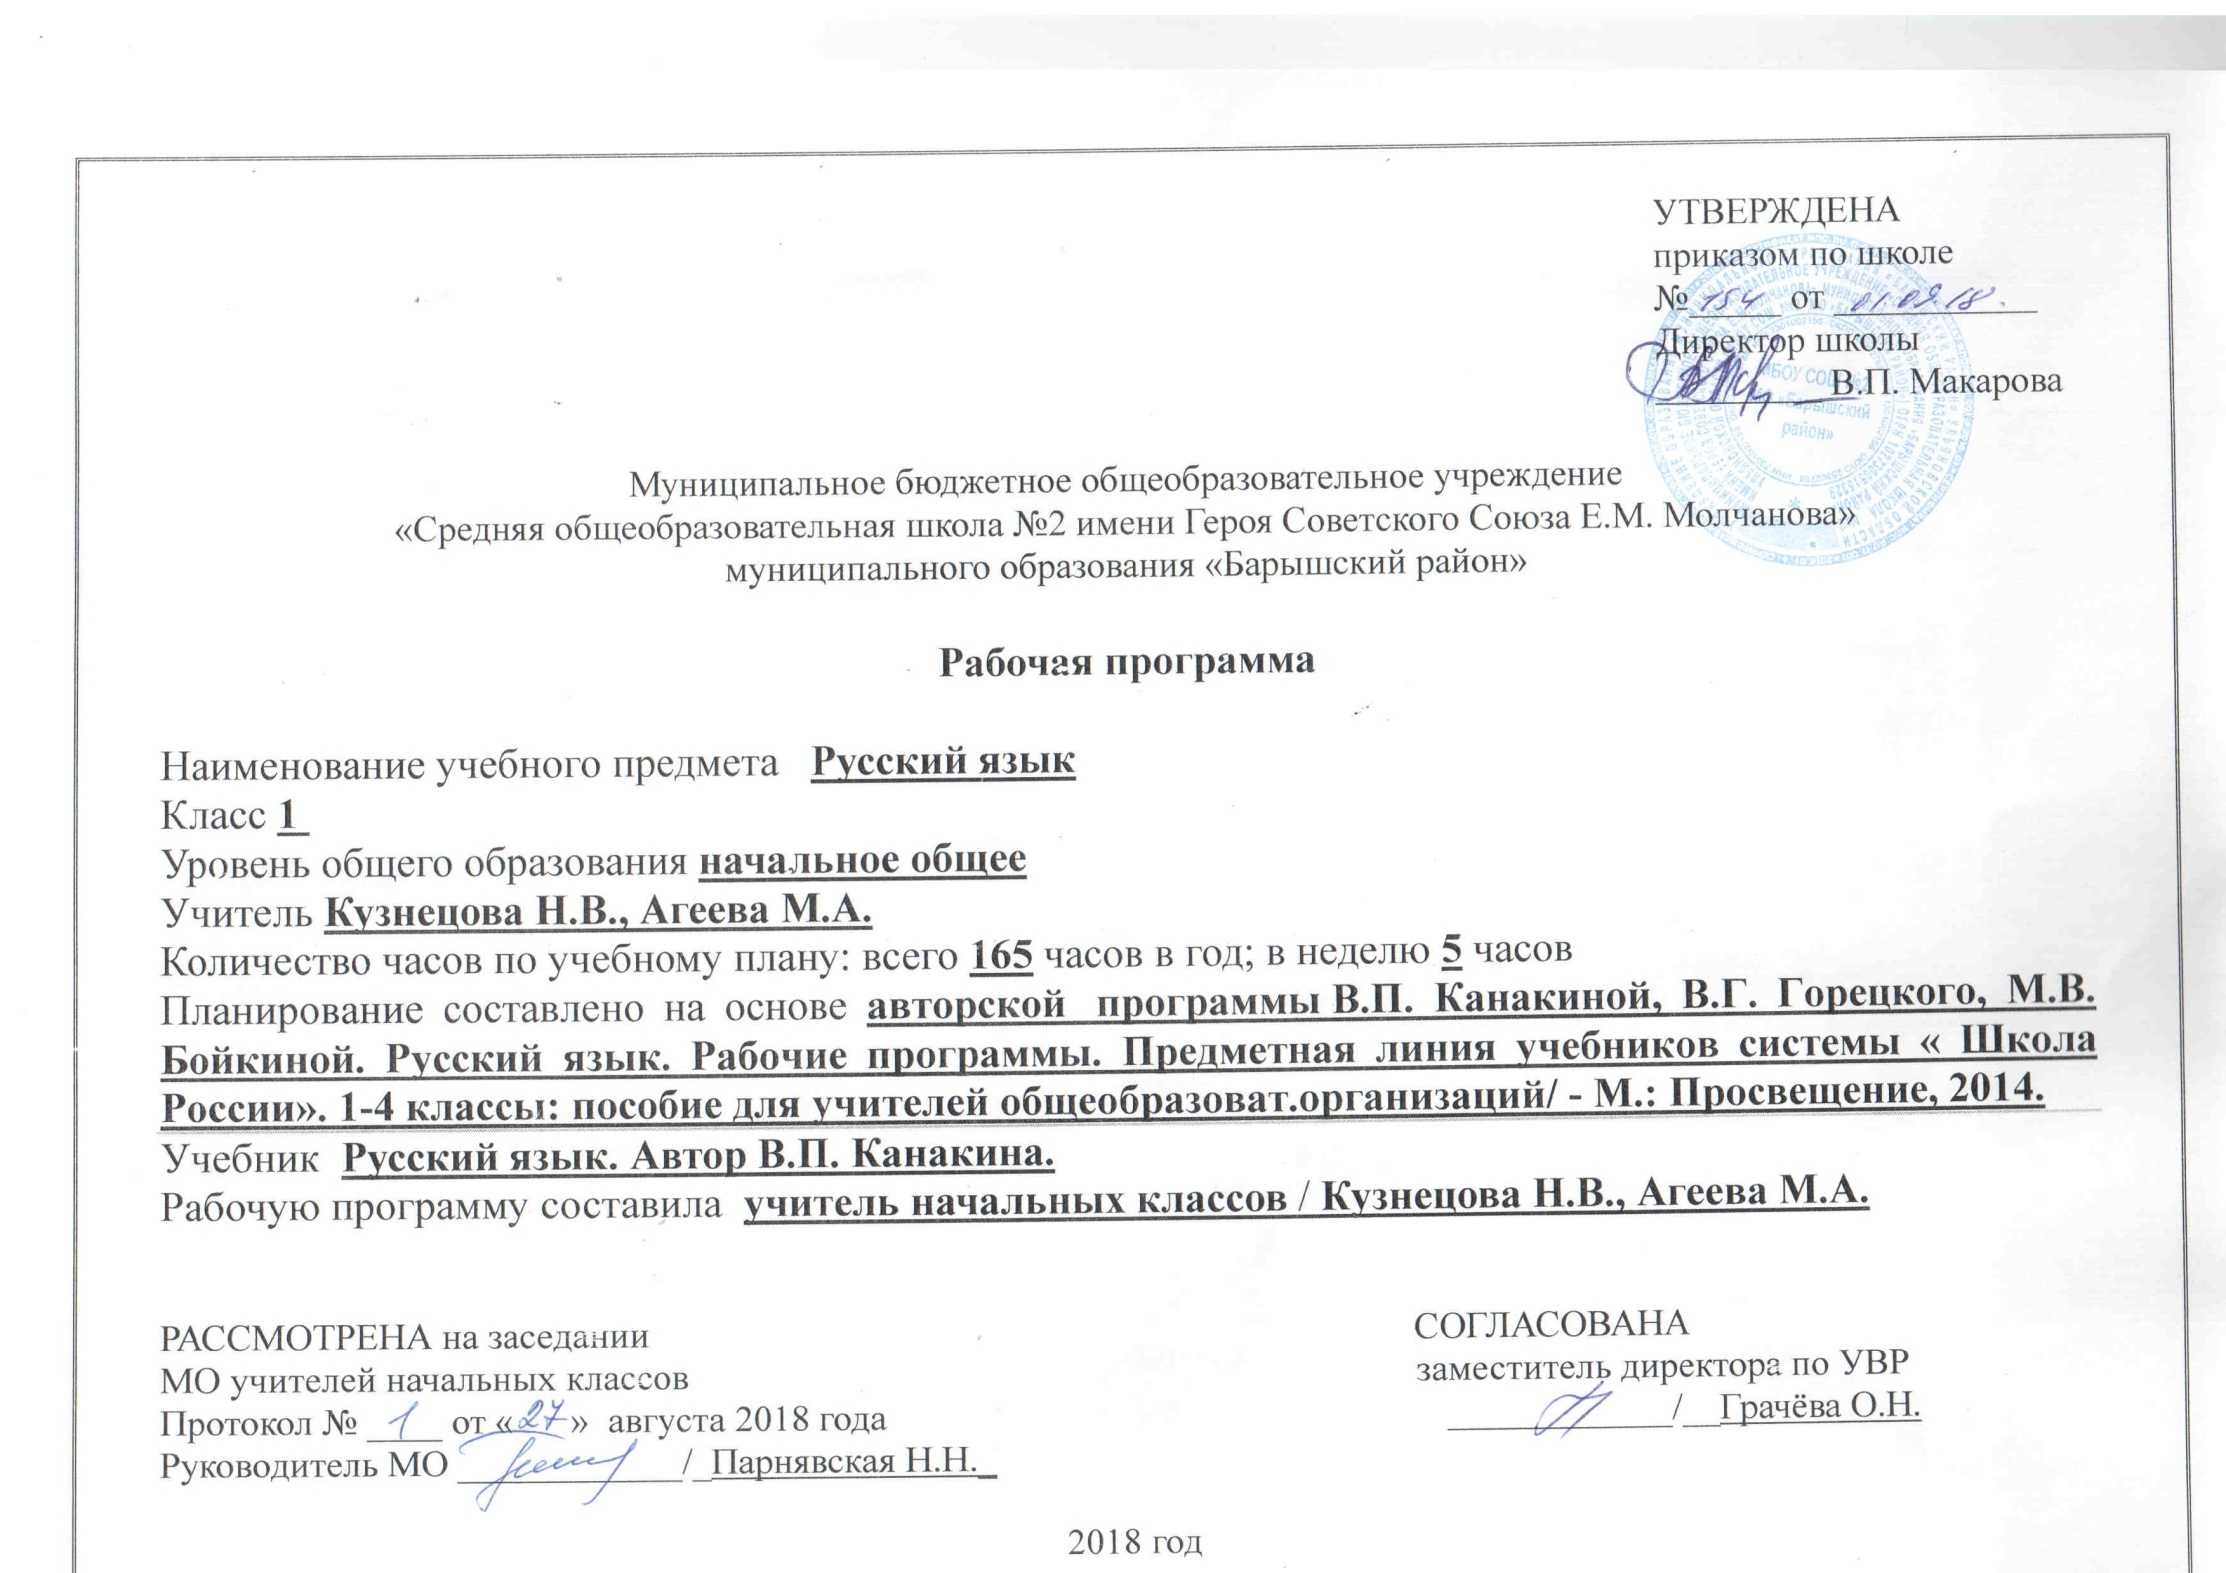 УТВЕРЖДЕНА
приказом по школе
№ 154 от 01.09.18.
Директор школы
В.П. Макарова
МБОУ СОШ №2
«Барышский
район»
Муниципальное бюджетное общеобразовательное учреждение
«Средняя общеобразовательная школа №2 имени Героя Советского Союза Е.М. Молчанова»
муниципального образования «Барышский район»
Рабочая программа
Наименование учебного предмета Русский язык
Класс 1
Уровень общего образования начальное общее
Учитель Кузнецова Н.В., Агеева М.А.
Количество часов по учебному плану: всего 165 часов в год; в неделю 5 часов
Планирование составлено на основе авторской программы В.П. Канакиной, В.Г. Горецкого, М.В.
Бойкиной. Русский язык. Рабочие программы. Предметная линия учебников системы « Школа
России». 1-4 классы: пособие для учителей общеобразоват.организаций/ - М.: Просвещение, 2014.
Учебник Русский язык. Автор В.П. Канакина.
Рабочую программу составила учитель начальных классов / Кузнецова Н.В., Агеева М.А.
РАССМОТРЕНА на заседании
МО учителей начальных классов
Протокол № 1 от «27» августа 2018 года
Руководитель МО / Парнявская Н.Н.
СОГЛАСОВАНА
заместитель директора по УВР
/ Грачёва О.Н.
2018 год